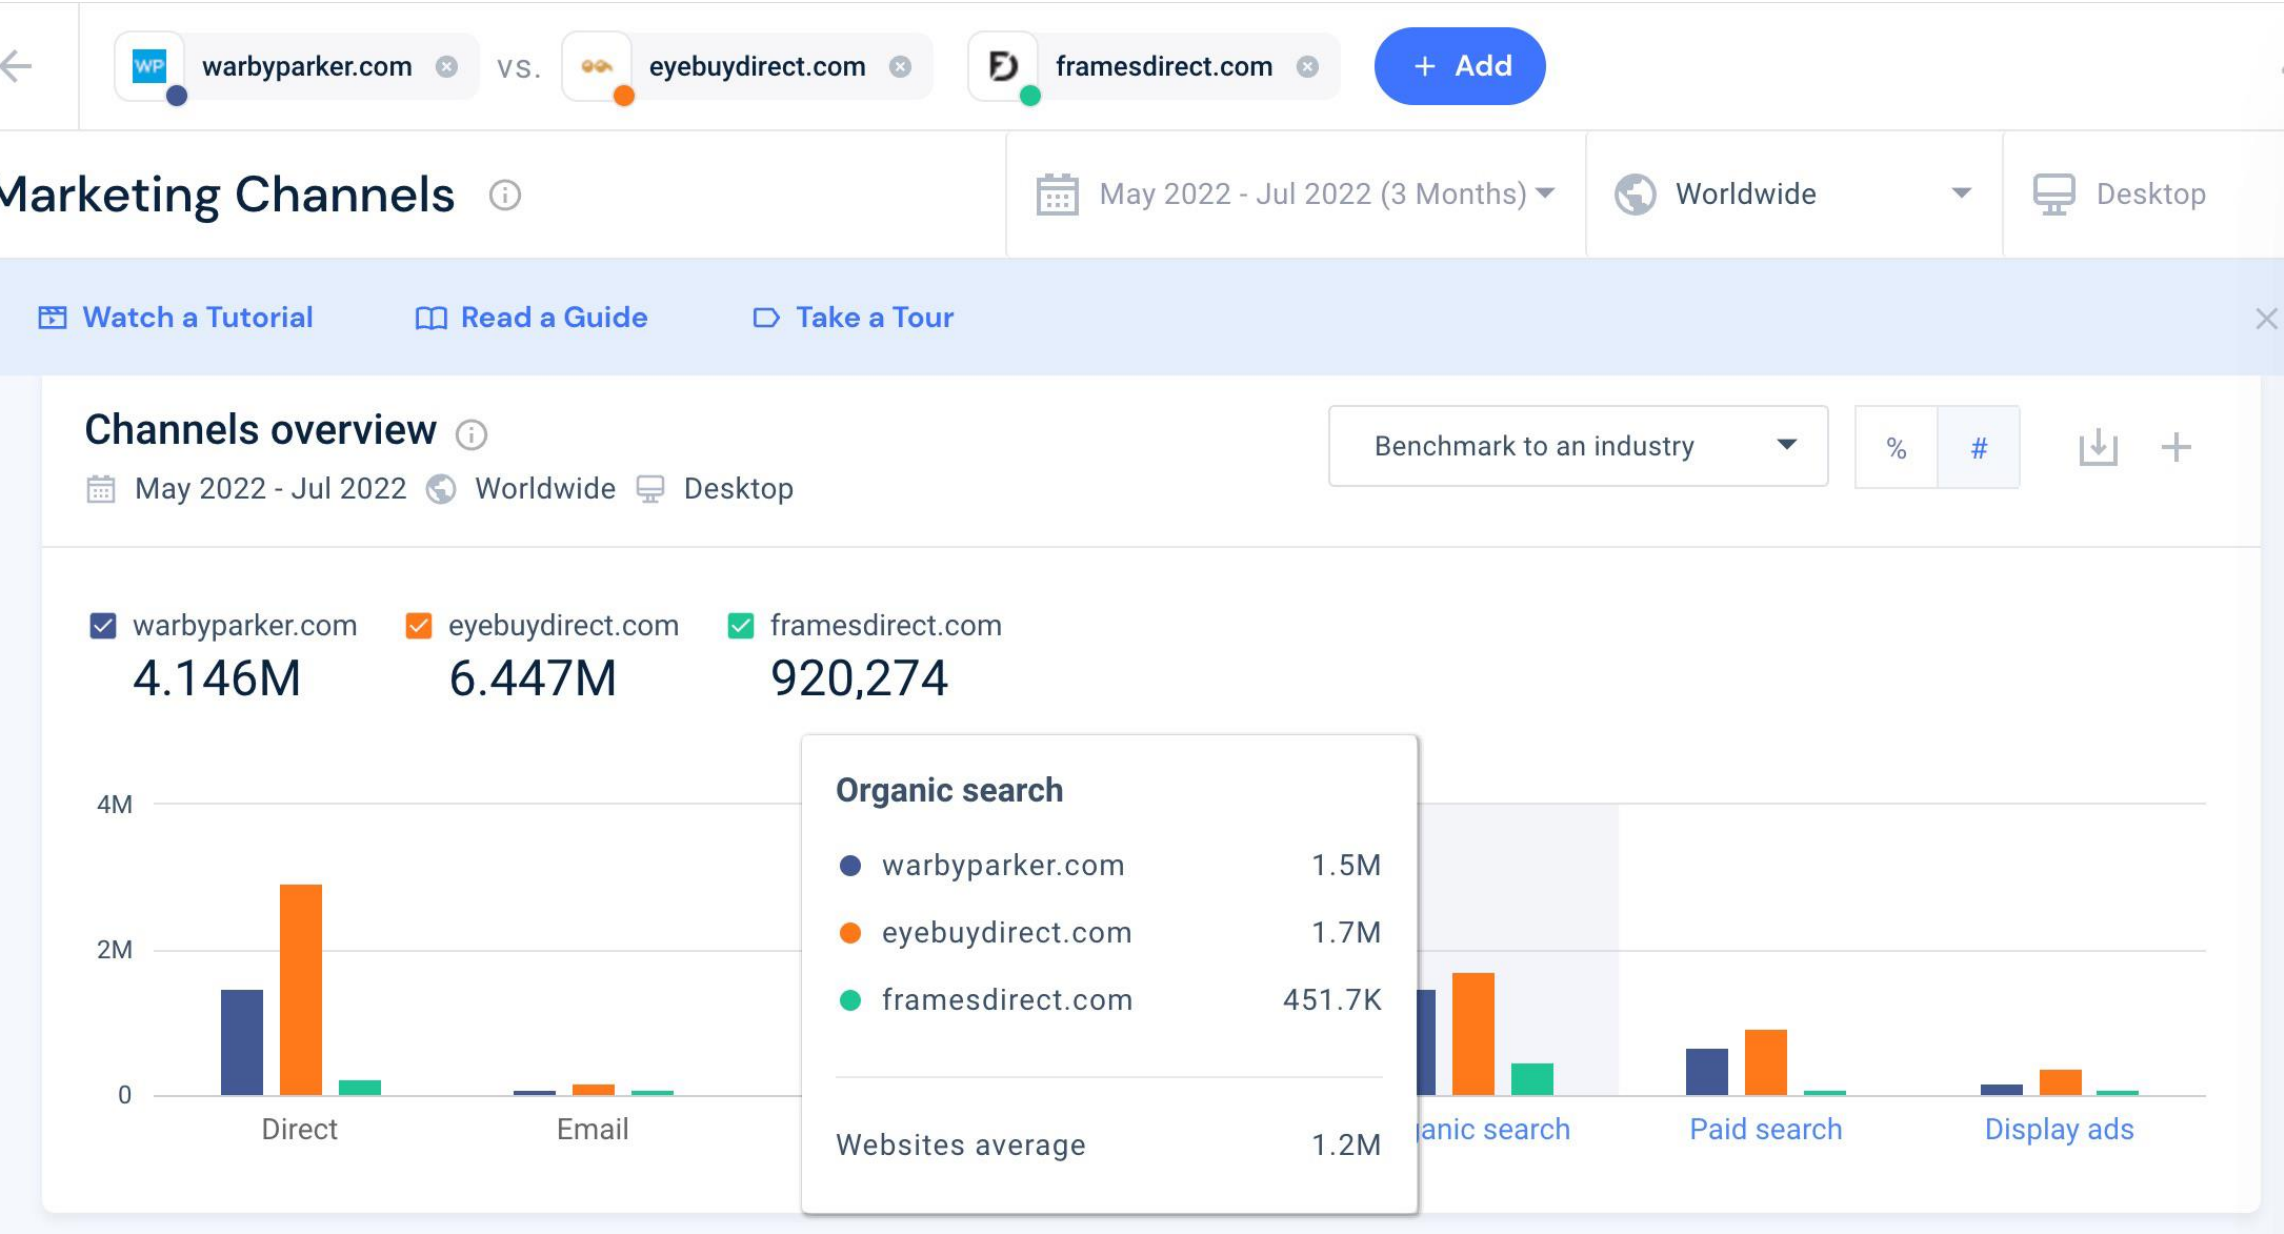 WP warbyparker.com vs. eyebuydirect.com framesdirect.com + Add
Marketing Channels May 2022 - Jul 2022 (3 Months) Worldwide Desktop
Watch a Tutorial Read a Guide Take a Tour
Channels overview
May 2022 - Jul 2022 Worldwide Desktop
Benchmark to an industry % #
warbyparker.com eyebuydirect.com framesdirect.com
4.146M 6.447M 920,274
4M
2M
0
Organic search
warbyparker.com 1.5M
eyebuydirect.com 1.7M
framesdirect.com 451.7K
Websites average 1.2M
Direct Email ganic search Paid search Display ads